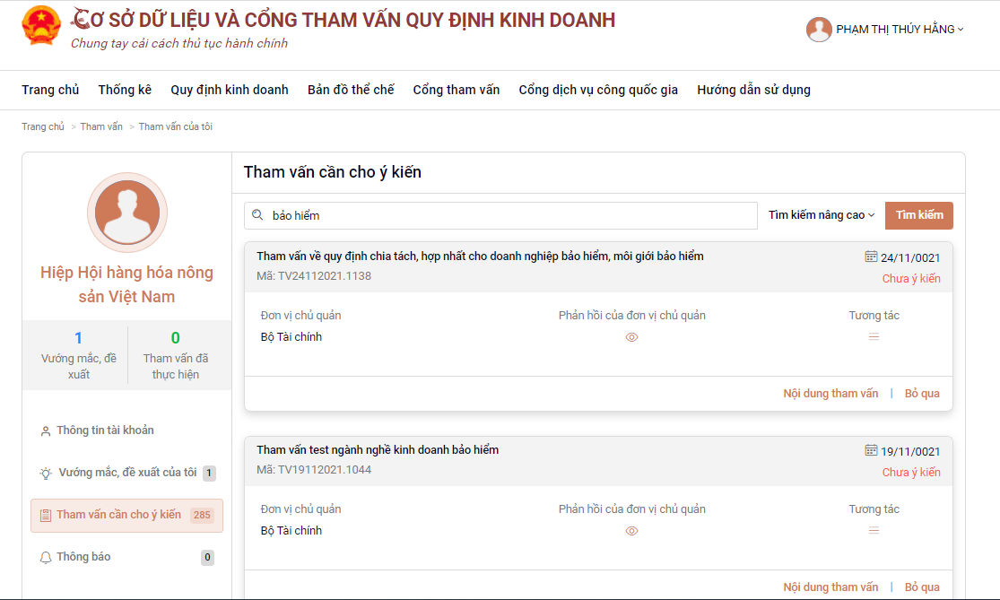 CƠ SỞ DỮ LIỆU VÀ CỔNG THAM VẤN QUY ĐỊNH KINH DOANH
Chung tay cải cách thủ tục hành chính
PHẠM THỊ THÚY HẰNG
Trang chủ Thống kê Quy định kinh doanh Bản đồ thể chế Cổng tham vấn Cổng dịch vụ công quốc gia Hướng dẫn sử dụng
Trang chủ > Tham vấn > Tham vấn của tôi
Hiệp Hội hàng hóa nông
sản Việt Nam
1 0
Vướng mắc, đề
xuất
Tham vấn đã
thực hiện
Thông tin tài khoản
Vướng mắc, đề xuất của tôi 1
Tham vấn cần cho ý kiến 285
Thông báo 0
Tham vấn cần cho ý kiến
bảo hiểm Tìm kiếm nâng cao Tìm kiếm
Tham vấn về quy định chia tách, hợp nhất cho doanh nghiệp bảo hiểm, môi giới bảo hiểm 24/11/0021
Mã: TV24112021.1138 Chưa ý kiến
Đơn vị chủ quản Phản hồi của đơn vị chủ quản Tương tác
Bộ Tài chính
Nội dung tham vấn | Bỏ qua
Tham vấn test ngành nghề kinh doanh bảo hiểm 19/11/0021
Mã: TV19112021.1044 Chưa ý kiến
Đơn vị chủ quản Phản hồi của đơn vị chủ quản Tương tác
Bộ Tài chính
Nội dung tham vấn | Bỏ qua